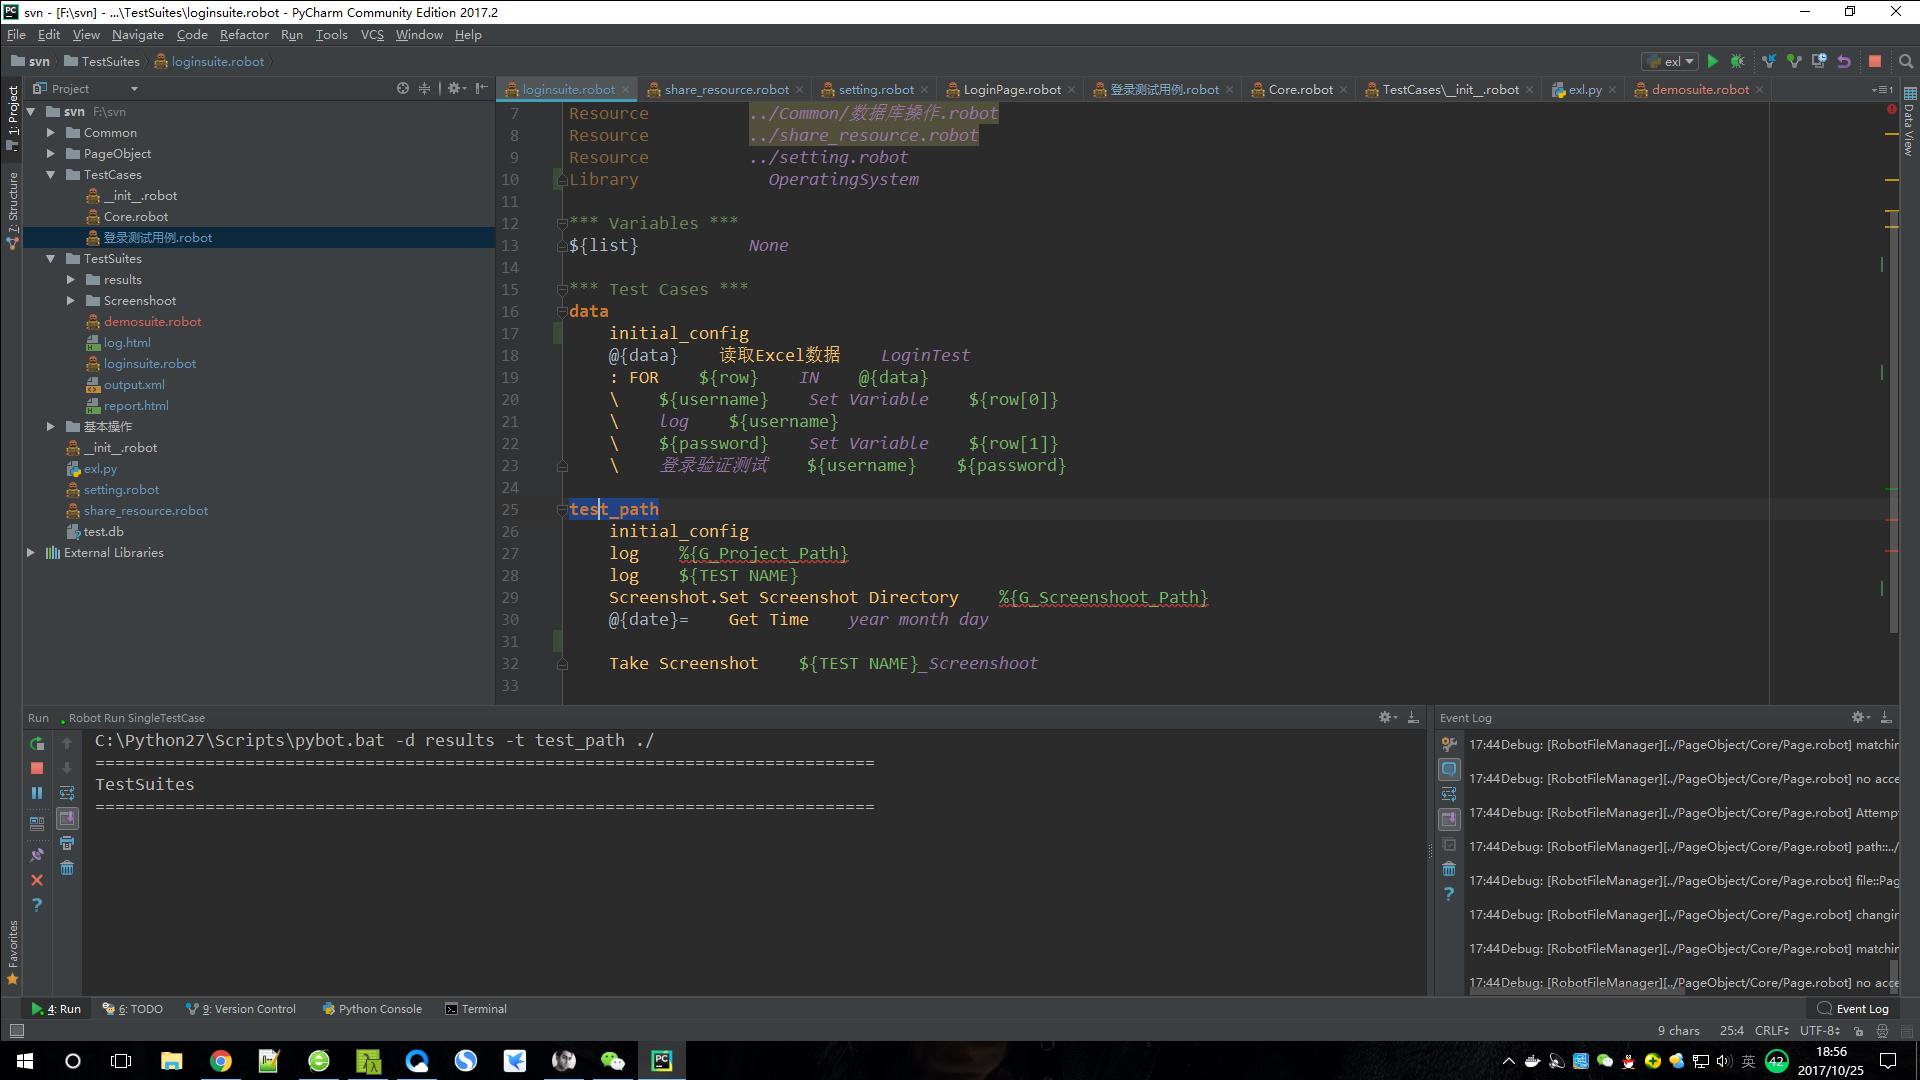 svn - [F:\svn] - ...\TestSuites\loginsuite.robot - PyCharm Community Edition 2017.2
File Edit View Navigate Code Refactor Run Tools VCS Window Help
svn TestSuites loginsuite.robot
exl
Project
loginsuite.robot share_resource.robot setting.robot LoginPage.robot 登录测试用例.robot Core.robot TestCases\__init__.robot exl.py demosuite.robot
1: Project
Z: Structure
Favorites
Data View
svn F:\svn
Common
PageObject
TestCases
__init__.robot
Core.robot
登录测试用例.robot
TestSuites
results
Screenshoot
demosuite.robot
log.html
loginsuite.robot
output.xml
report.html
基本操作
__init__.robot
exl.py
setting.robot
share_resource.robot
test.db
External Libraries
7 Resource ../Common/数据库操作.robot
8 Resource ../share_resource.robot
9 Resource ../setting.robot
10 Library OperatingSystem
11
12 *** Variables ***
13 ${list} None
14
15 *** Test Cases ***
16 data
17 initial_config
18 @{data} 读取Excel数据 LoginTest
19 : FOR ${row} IN @{data}
20 \ ${username} Set Variable ${row[0]}
21 \ log ${username}
22 \ ${password} Set Variable ${row[1]}
23 \ 登录验证测试 ${username} ${password}
24
25 test_path
26 initial_config
27 log %{G_Project_Path}
28 log ${TEST NAME}
29 Screenshot.Set Screenshot Directory %{G_Screenshoot_Path}
30 @{date}= Get Time year month day
31
32 Take Screenshot ${TEST NAME}_Screenshoot
33
Run Robot Run SingleTestCase
C:\Python27\Scripts\pybot.bat -d results -t test_path ./
==============================================================================
TestSuites
==============================================================================
Event Log
17:44 Debug: [RobotFileManager][../PageObject/Core/Page.robot] matchin
17:44 Debug: [RobotFileManager][../PageObject/Core/Page.robot] no acce
17:44 Debug: [RobotFileManager][../PageObject/Core/Page.robot] Attemp
17:44 Debug: [RobotFileManager][../PageObject/Core/Page.robot] path::../
17:44 Debug: [RobotFileManager][../PageObject/Core/Page.robot] file::Pag
17:44 Debug: [RobotFileManager][../PageObject/Core/Page.robot] changin
17:44 Debug: [RobotFileManager][../PageObject/Core/Page.robot] matchin
17:44 Debug: [RobotFileManager][../PageObject/Core/Page.robot] no acce
4: Run 6: TODO 9: Version Control Python Console Terminal Event Log
9 chars 25:4 CRLF UTF-8
英 42 18:56
2017/10/25